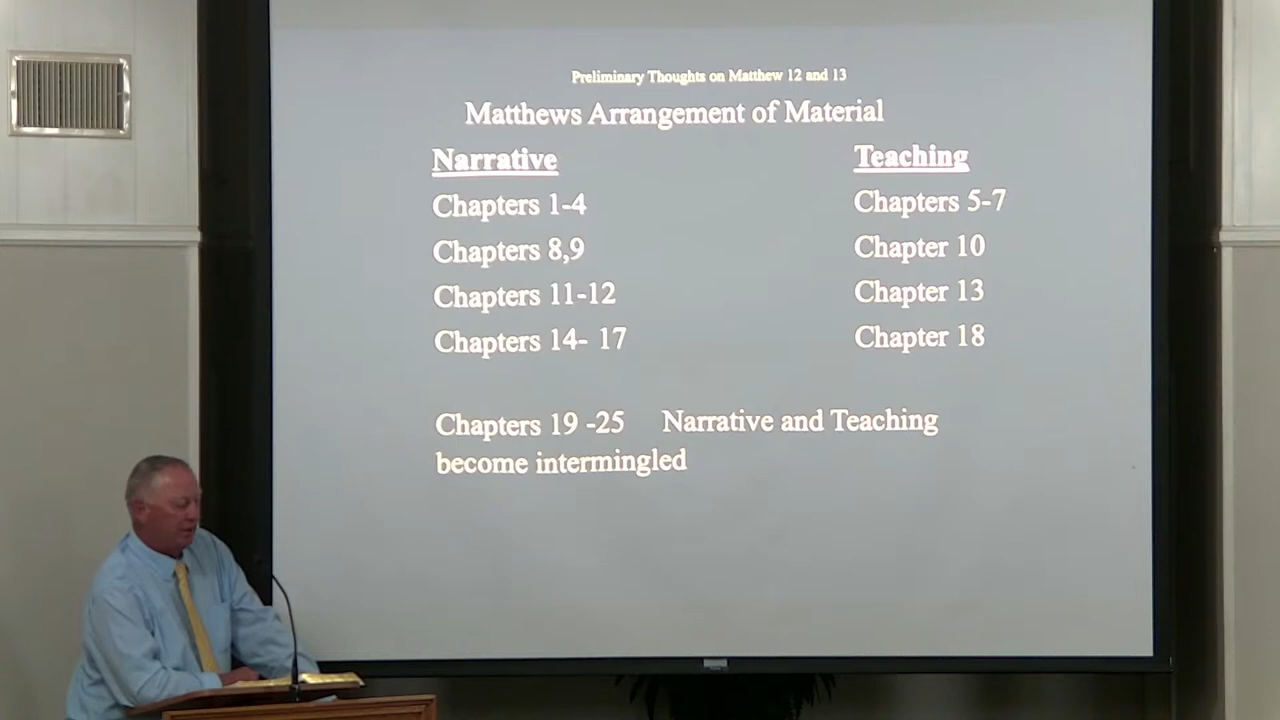 Preliminary Thoughts on Matthew 12 and 13
Matthews Arrangement of Material
Narrative Teaching
Chapters 1-4 Chapters 5-7
Chapters 8,9 Chapter 10
Chapters 11-12 Chapter 13
Chapters 14- 17 Chapter 18
Chapters 19 -25 Narrative and Teaching
become intermingled